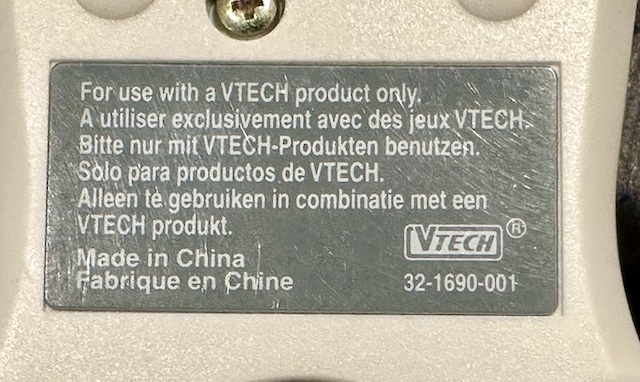 For use with a VTECH product only.
A utiliser exclusivement avec des jeux VTECH.
Bitte nur mit VTECH-Produkten benutzen.
Sòlo para productos de VTECH.
Alleen te gebruiken in combinatie met een
VTECH produkt.
VTECH®
Made in China
Fabrique en Chine
32-1690-001